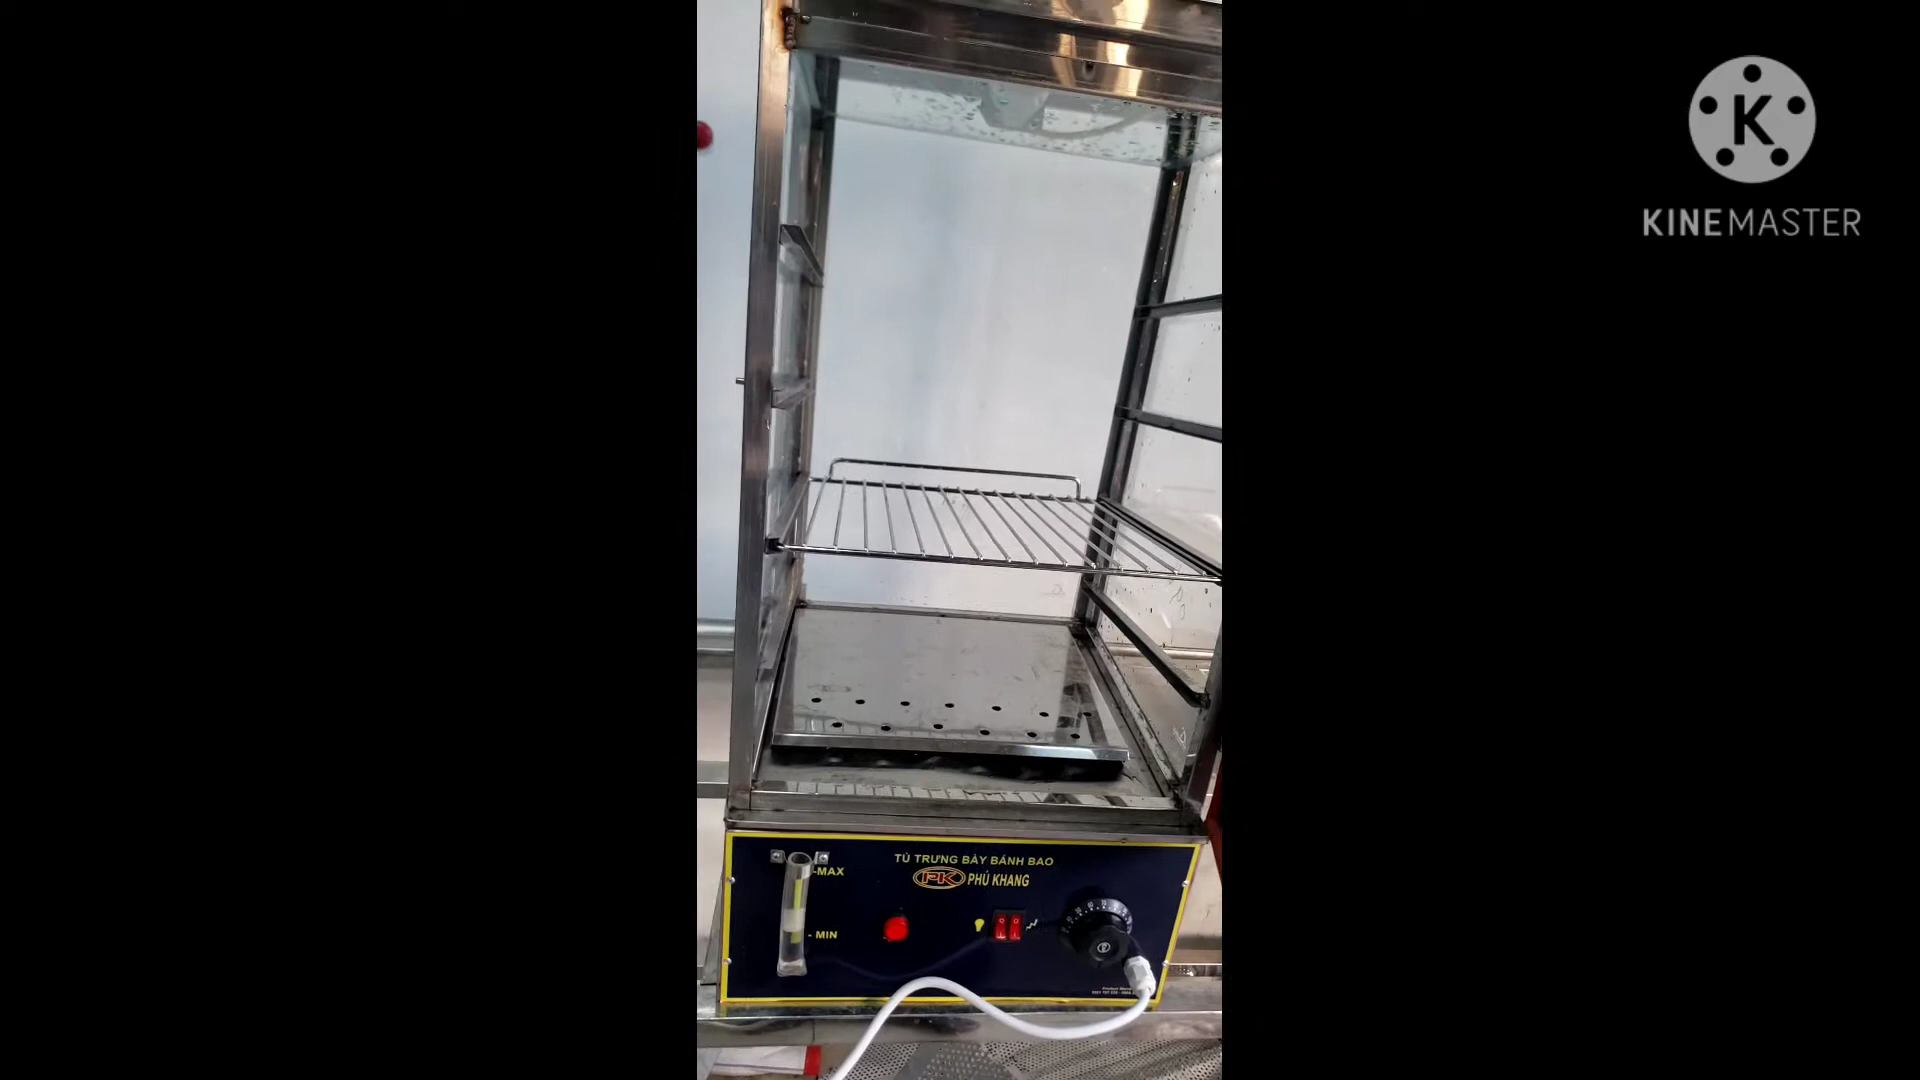 K
KINEMASTER
TỦ TRƯNG BÀY BÁNH BAO
PK PHÚ KHANG
-MAX
- MIN